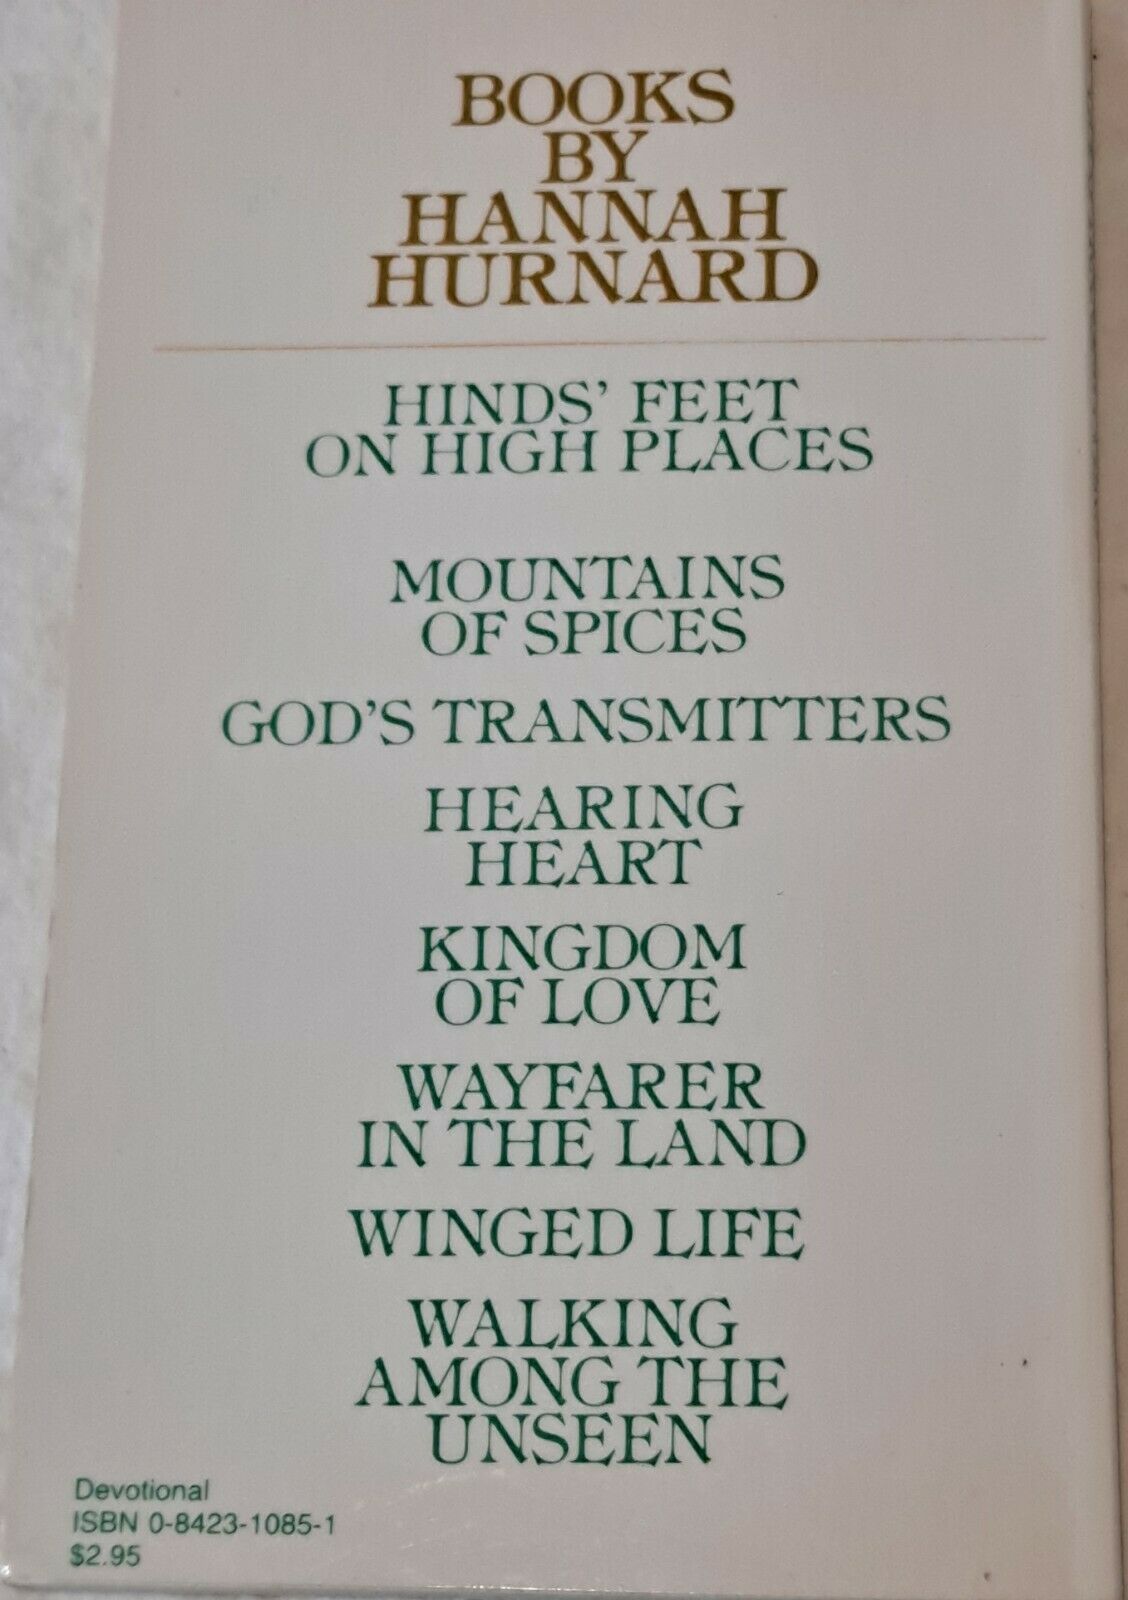 BOOKS
BY
HANNAH
HURNARD
HINDS' FEET
ON HIGH PLACES
MOUNTAINS
OF SPICES
GOD'S TRANSMITTERS
HEARING
HEART
KINGDOM
OF LOVE
WAYFARER
IN THE LAND
WINGED LIFE
WALKING
AMONG THE
UNSEEN
Devotional
ISBN 0-8423-1085-1
$2.95